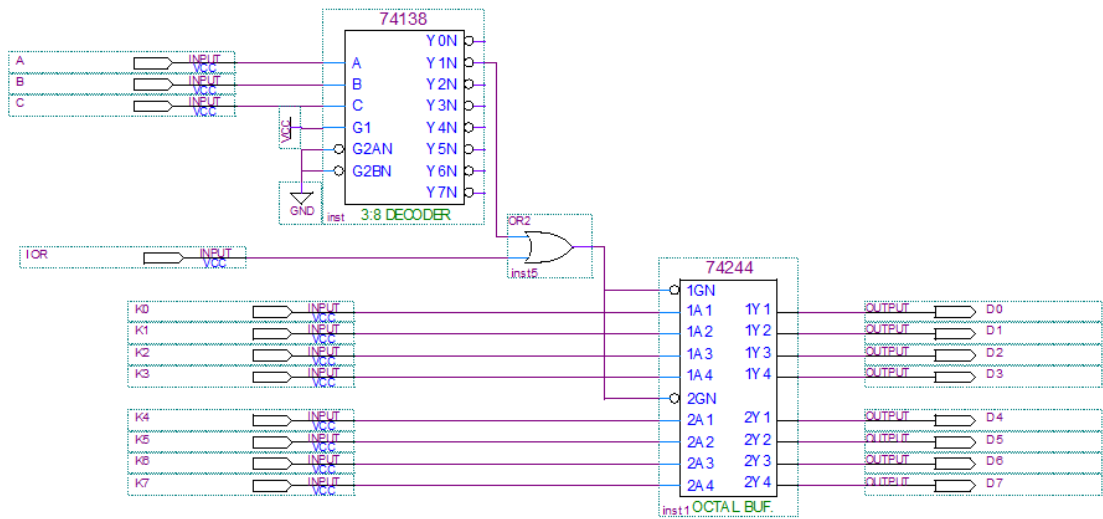 74138
A INPUT VCC A Y0N
B INPUT VCC B Y1N
C INPUT VCC C Y2N
VCC G1 Y3N
G2AN Y4N
G2BN Y5N
Y6N
Y7N
GND
inst 3:8 DECODER
OR2
IOR INPUT VCC
inst5
74244
1GN
K0 INPUT VCC 1A1 1Y1 OUTPUT D0
K1 INPUT VCC 1A2 1Y2 OUTPUT D1
K2 INPUT VCC 1A3 1Y3 OUTPUT D2
K3 INPUT VCC 1A4 1Y4 OUTPUT D3
2GN
K4 INPUT VCC 2A1 2Y1 OUTPUT D4
K5 INPUT VCC 2A2 2Y2 OUTPUT D5
K6 INPUT VCC 2A3 2Y3 OUTPUT D6
K7 INPUT VCC 2A4 2Y4 OUTPUT D7
inst1 OCTAL BUF.